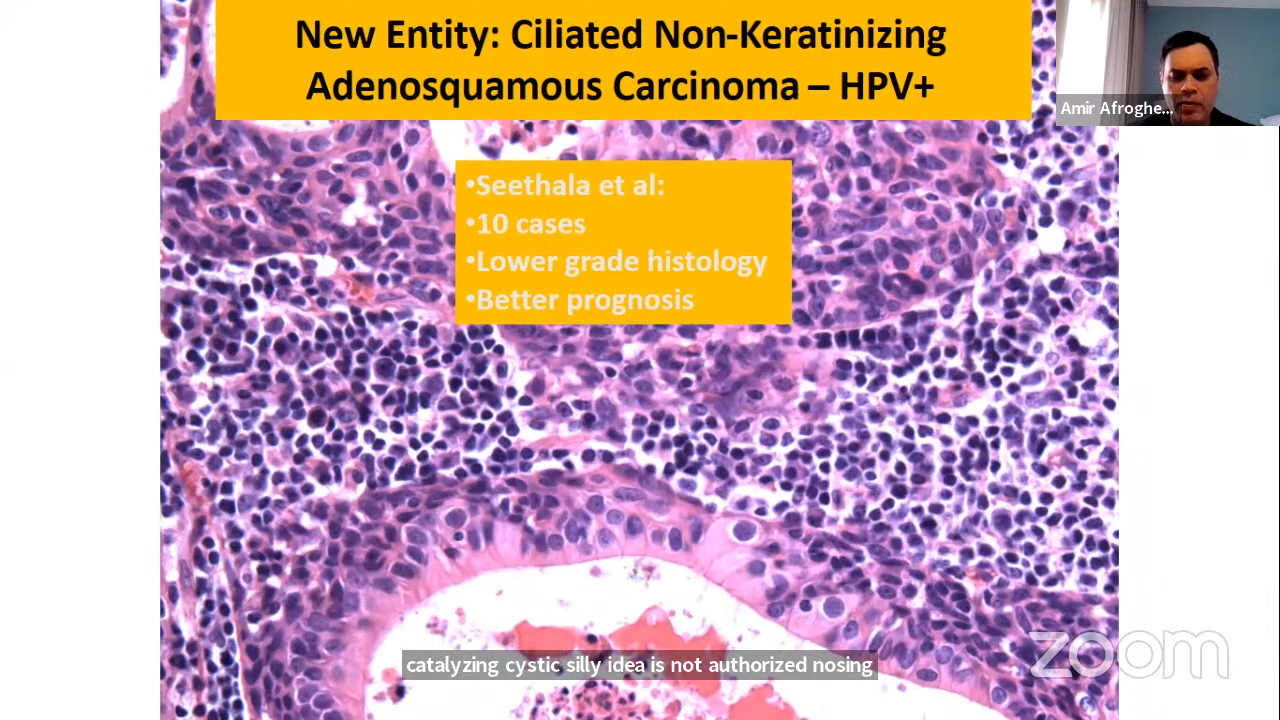 New Entity: Ciliated Non-Keratinizing
Adenosquamous Carcinoma – HPV+
Amir Afroghe...
•Seethala et al:
•10 cases
•Lower grade histology
•Better prognosis
catalyzing cystic silly idea is not authorized nosing
zoom